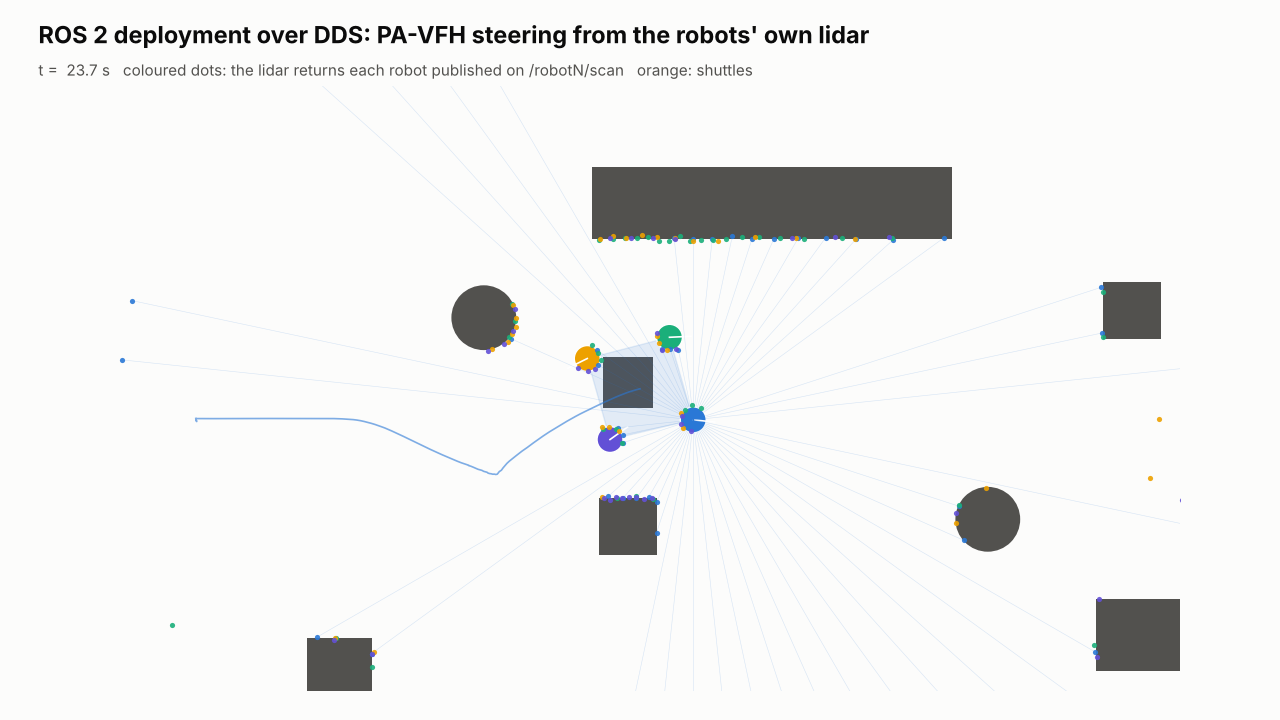 ROS 2 deployment over DDS: PA-VFH steering from the robots' own lidar
t =  23.7 s   coloured dots: the lidar returns each robot published on /robotN/scan   orange: shuttles